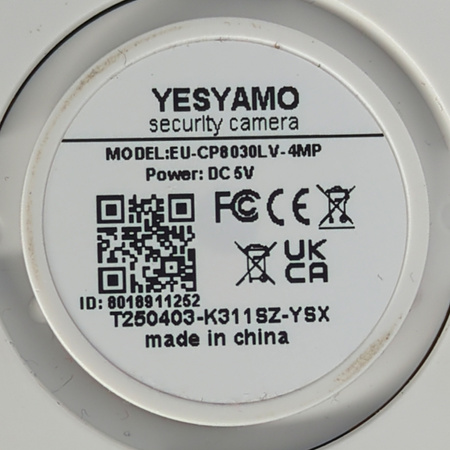 YESYAMO
security camera
MODEL:EU-CP8030LV-4MP
Power: DC 5V
FC CE
UK
CA
ID: 8018911252
T250403-K311SZ-YSX
made in china